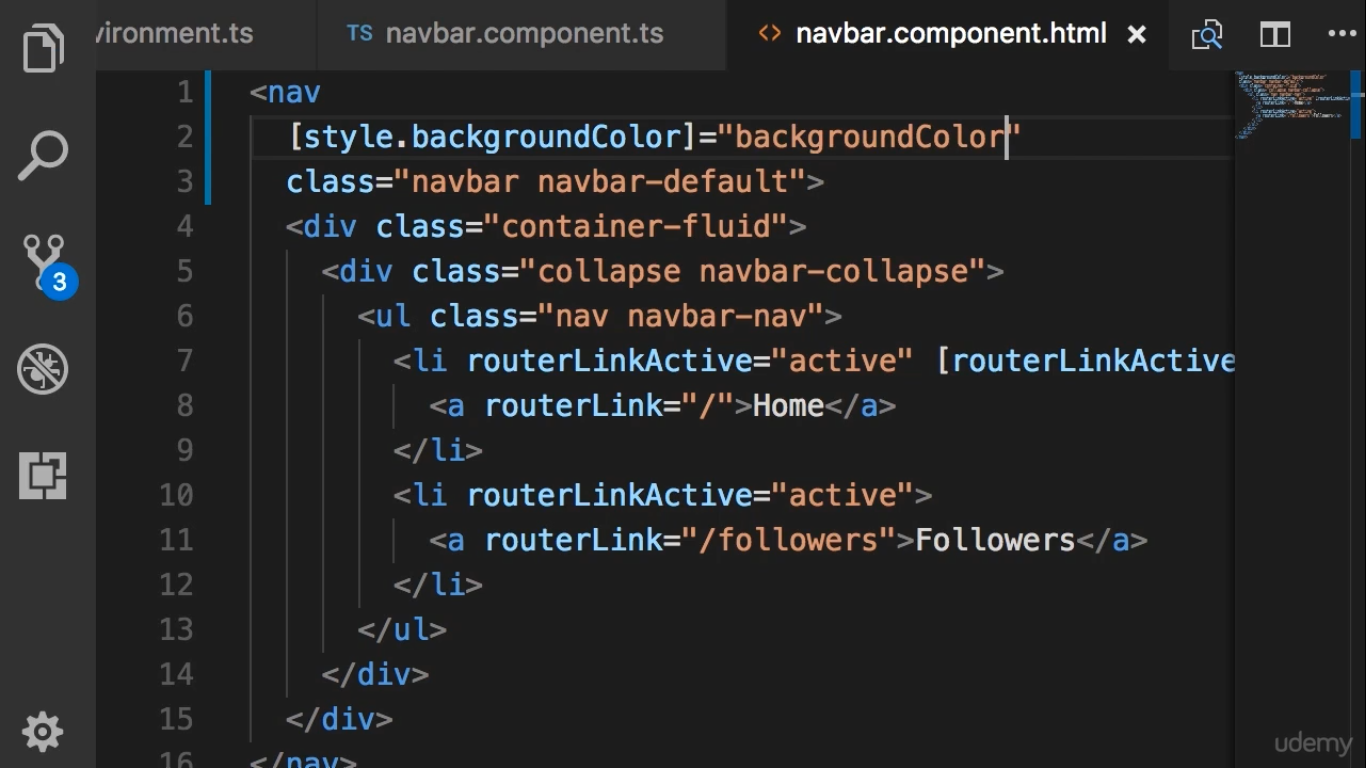 vironment.ts
TS navbar.component.ts
<> navbar.component.html
1 <nav
2 [style.backgroundColor]="backgroundColor"
3 class="navbar navbar-default">
4 <div class="container-fluid">
5 <div class="collapse navbar-collapse">
6 <ul class="nav navbar-nav">
7 <li routerLinkActive="active" [routerLinkActive
8 <a routerLink="/">Home</a>
9 </li>
10 <li routerLinkActive="active">
11 <a routerLink="/followers">Followers</a>
12 </li>
13 </ul>
14 </div>
15 </div>
16 </nav>
3
udemy